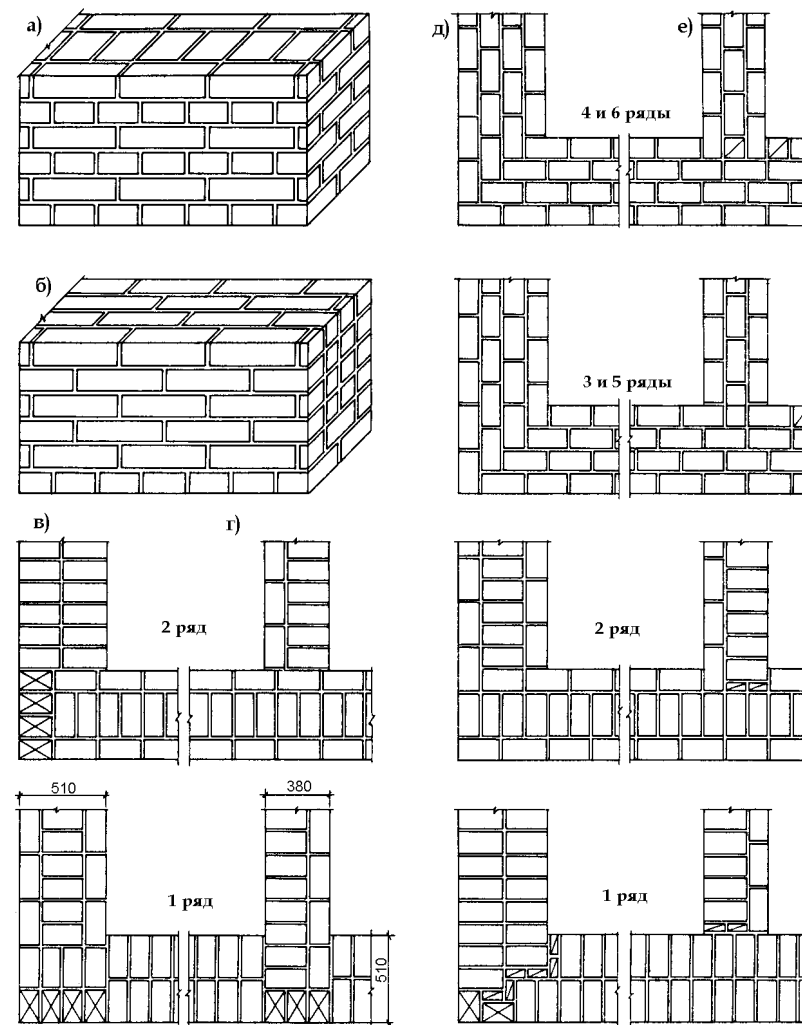 а)
д)
е)
4 и 6 ряды
б)
3 и 5 ряды
в)
г)
2 ряд
2 ряд
510
380
1 ряд
1 ряд
510